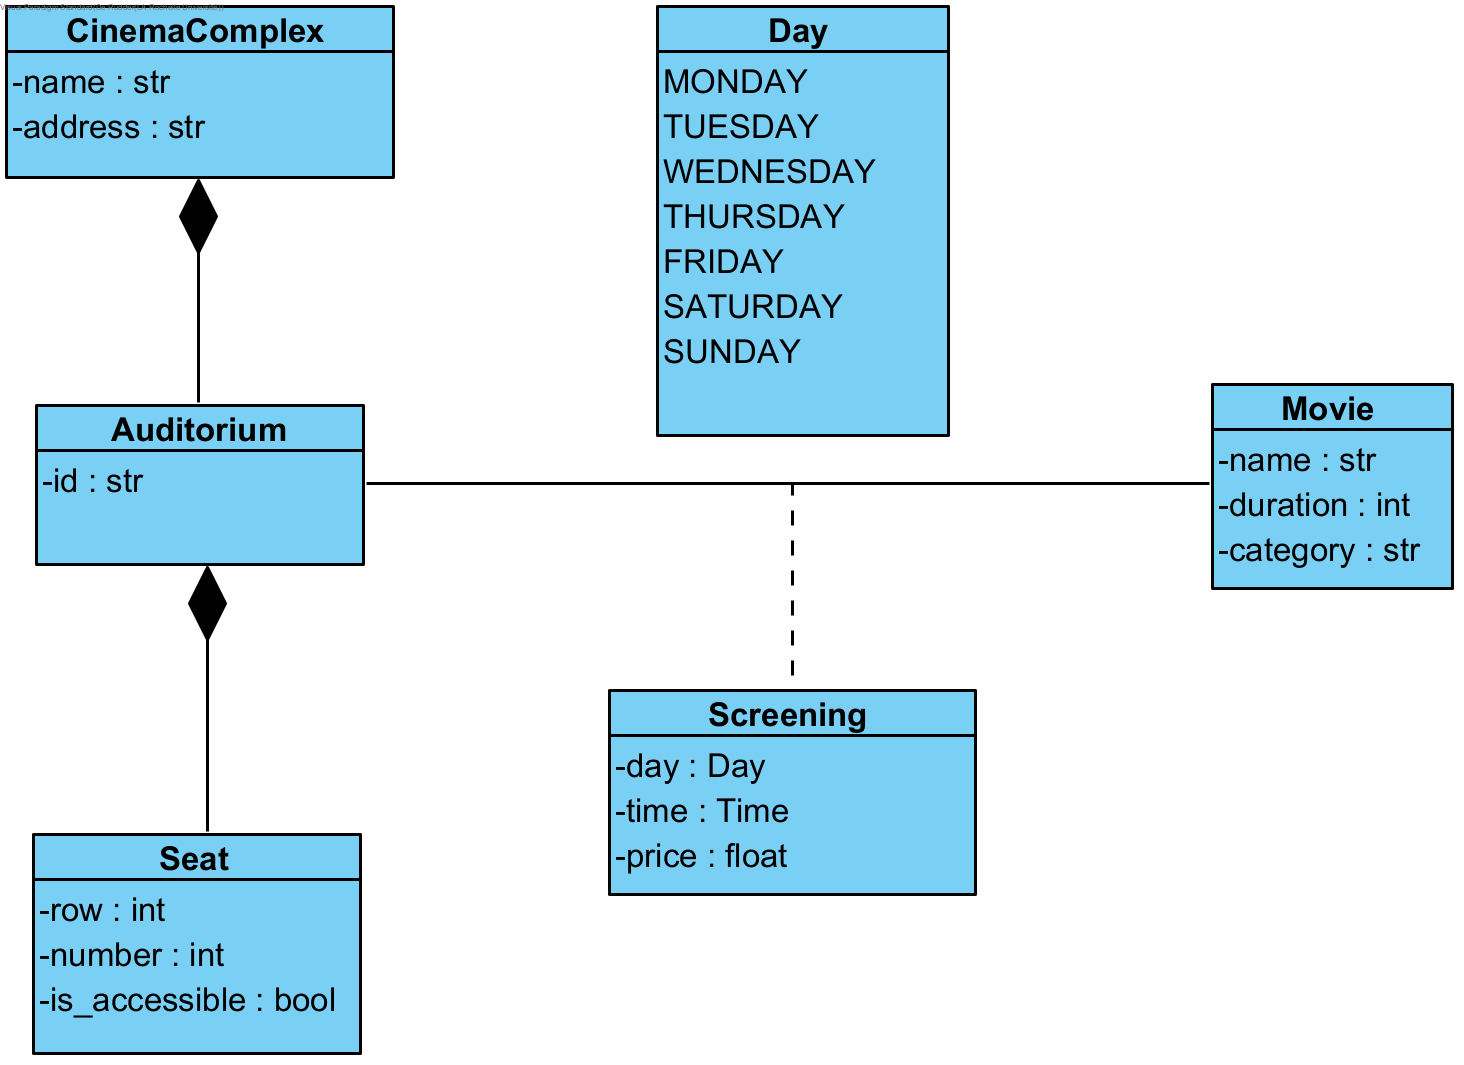 CinemaComplex
-name : str
-address : str
Day
MONDAY
TUESDAY
WEDNESDAY
THURSDAY
FRIDAY
SATURDAY
SUNDAY
Auditorium
-id : str
Movie
-name : str
-duration : int
-category : str
Screening
-day : Day
-time : Time
-price : float
Seat
-row : int
-number : int
-is_accessible : bool